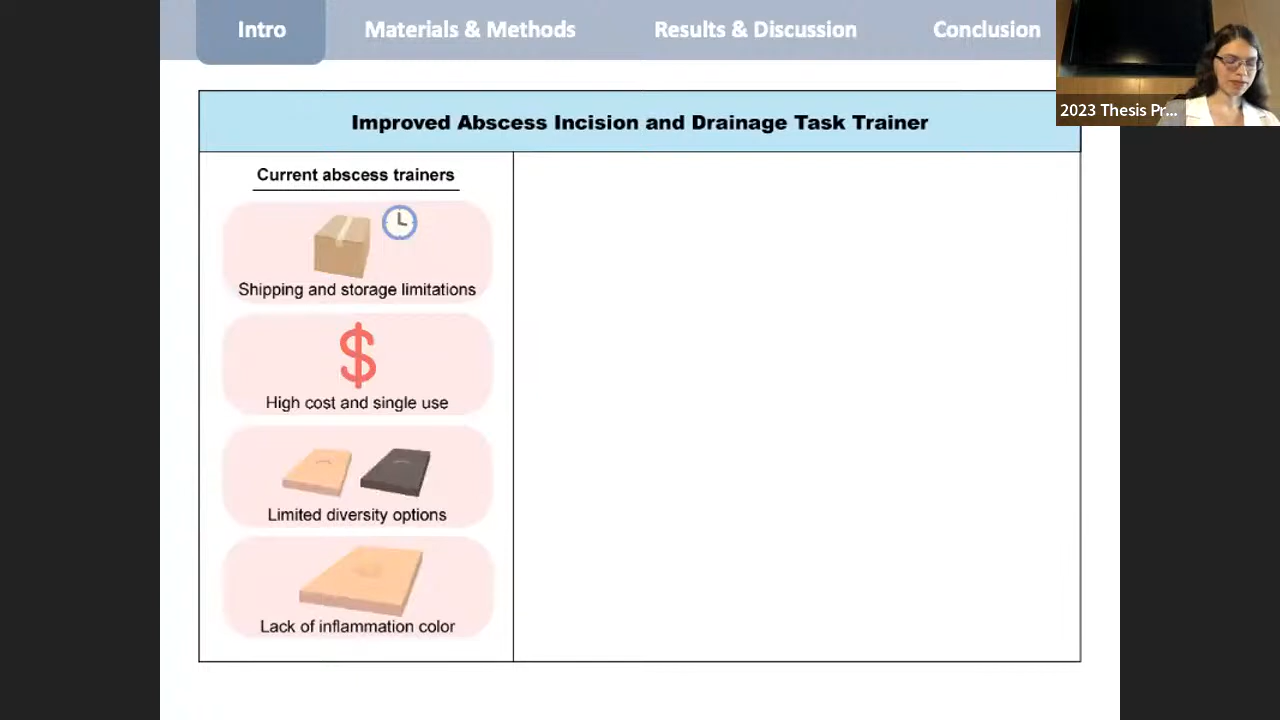 Intro
Materials & Methods
Results & Discussion
Conclusion
2023 Thesis Pr...
Improved Abscess Incision and Drainage Task Trainer
Current abscess trainers
Shipping and storage limitations
$
High cost and single use
Limited diversity options
Lack of inflammation color